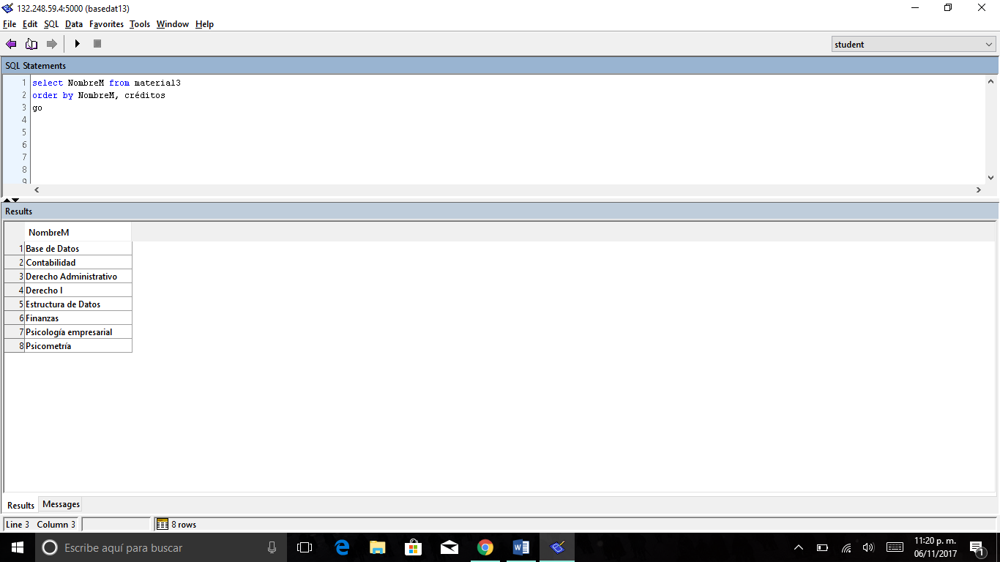 132.248.59.4:5000 (basedat13)
File Edit SQL Data Favorites Tools Window Help
student
SQL Statements
1 select NombreM from material3
2 order by NombreM, créditos
3 go
4
5
6
7
8
9
Results
NombreM
1 Base de Datos
2 Contabilidad
3 Derecho Administrativo
4 Derecho I
5 Estructura de Datos
6 Finanzas
7 Psicología empresarial
8 Psicometría
Results Messages
Line 3 Column 3 8 rows
Escribe aquí para buscar
11:20 p. m.
06/11/2017
1